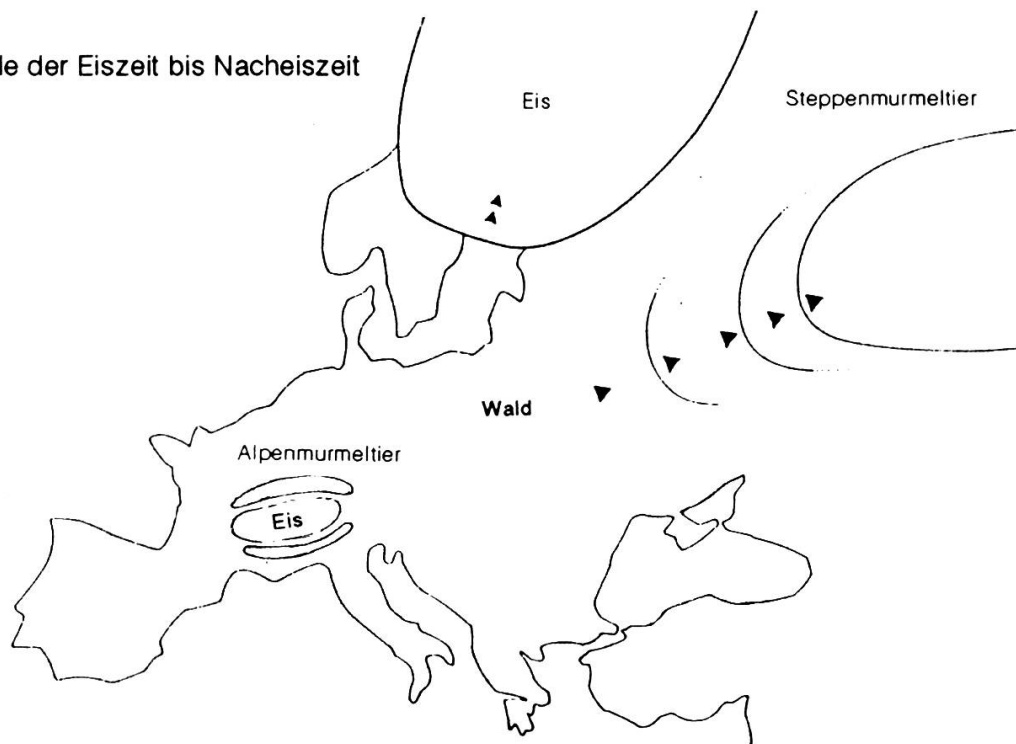 le der Eiszeit bis Nacheiszeit
Eis
Steppenmurmeltier
Wald
Alpenmurmeltier
Eis